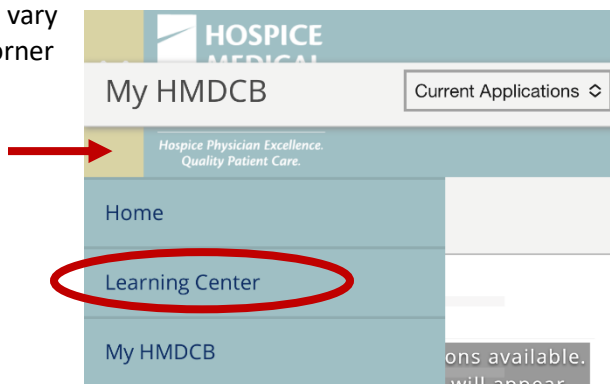 vary
orner
HOSPICE
MEDICAL
My HMDCB
Current Applications
Hospice Physician Excellence.
Quality Patient Care.
Home
Learning Center
My HMDCB
ons available.
will appear